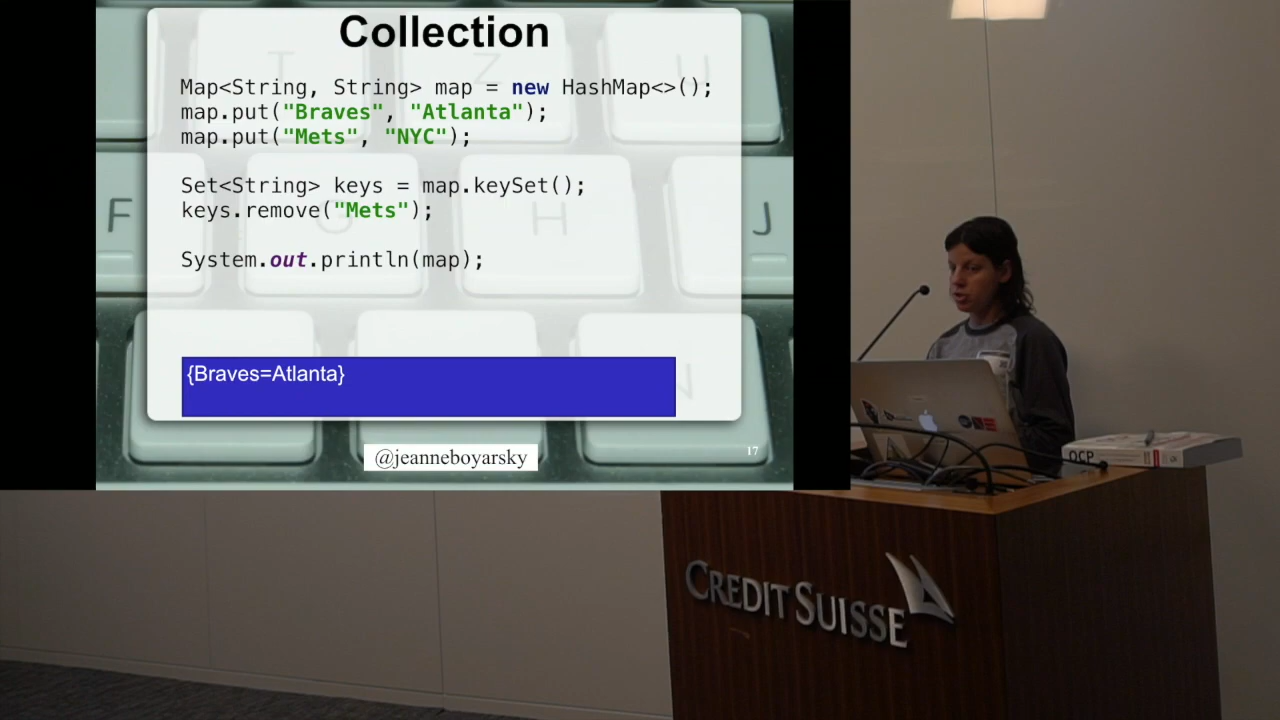 Collection
Map<String, String> map = new HashMap<>();
map.put("Braves", "Atlanta");
map.put("Mets", "NYC");
Set<String> keys = map.keySet();
keys.remove("Mets");
System.out.println(map);
{Braves=Atlanta}
@jeanneboyarsky
17
T
Z
U
F
G
H
J
N
OCP
CREDIT SUISSE